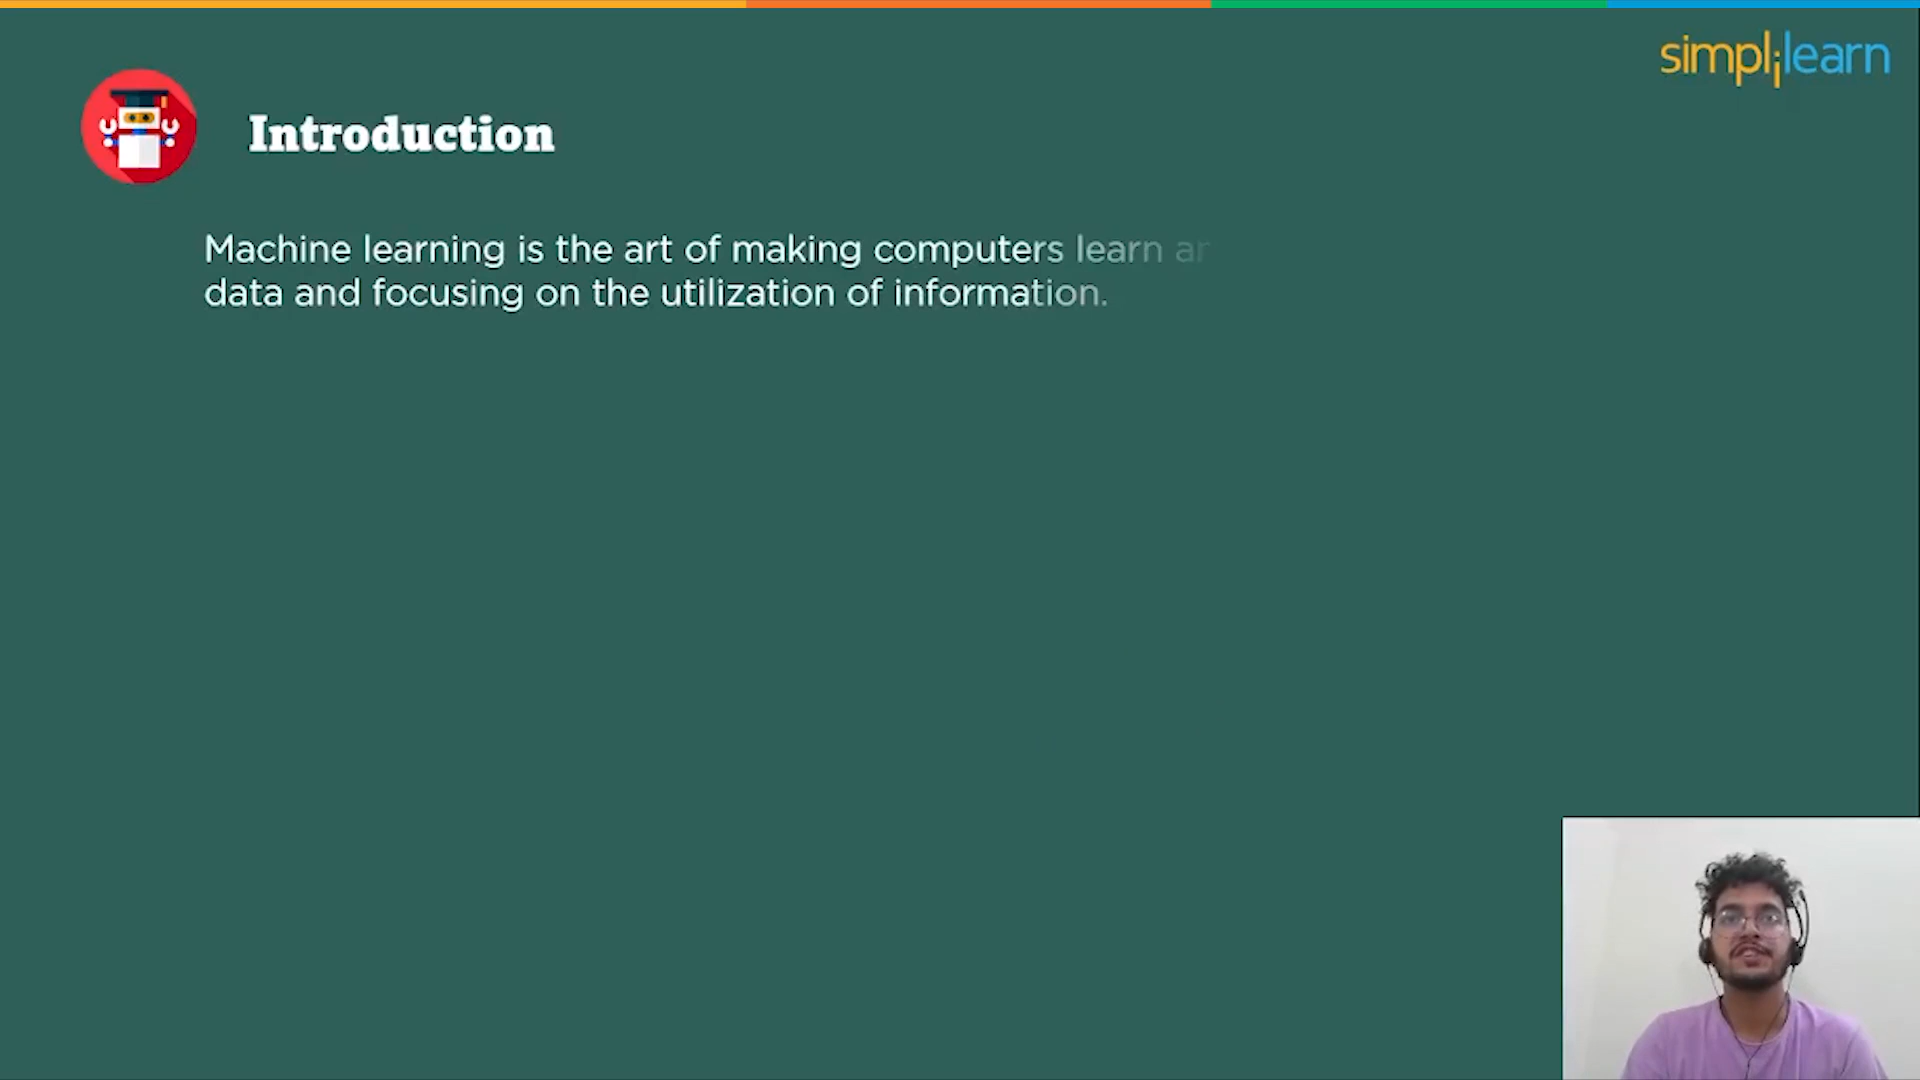 simplilearn
Introduction
Machine learning is the art of making computers learn
data and focusing on the utilization of information.